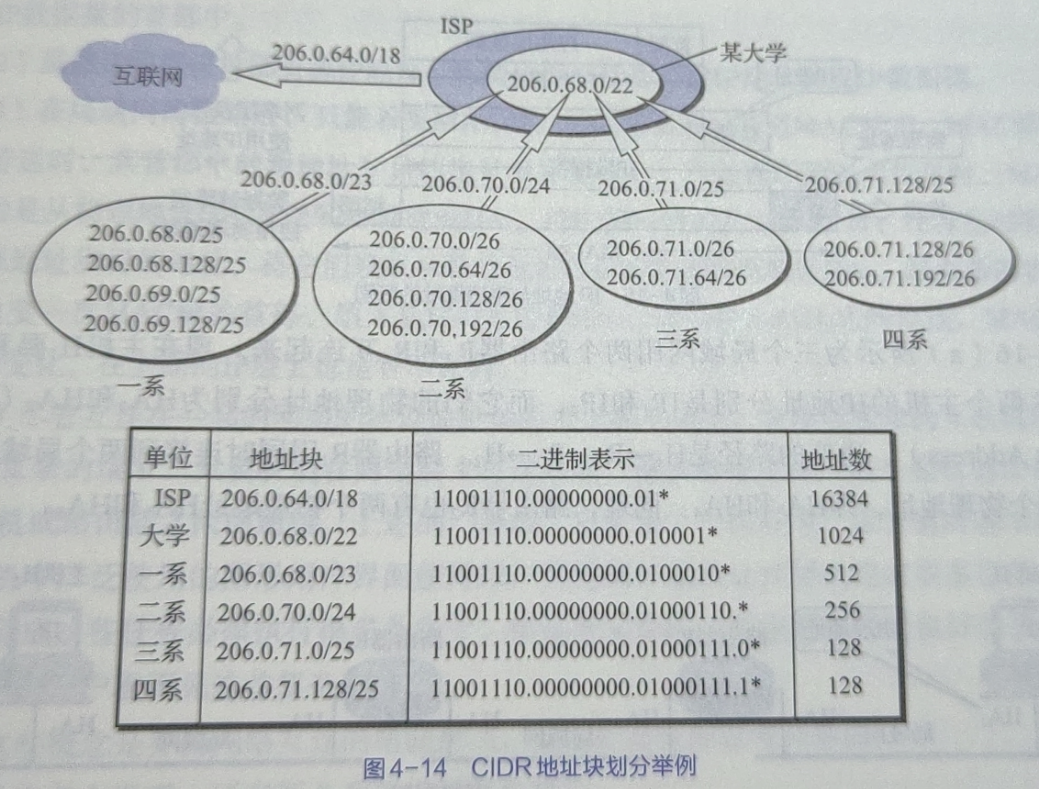 ISP
206.0.64.0/18
某大学
互联网
206.0.68.0/22
206.0.68.0/23
206.0.70.0/24
206.0.71.0/25
206.0.71.128/25
206.0.68.0/25
206.0.68.128/25
206.0.69.0/25
206.0.69.128/25
206.0.70.0/26
206.0.70.64/26
206.0.70.128/26
206.0.70.192/26
206.0.71.0/26
206.0.71.64/26
206.0.71.128/26
206.0.71.192/26
一系
二系
三系
四系
单位 地址块 二进制表示 地址数
ISP 206.0.64.0/18 11001110.00000000.01* 16384
大学 206.0.68.0/22 11001110.00000000.010001* 1024
一系 206.0.68.0/23 11001110.00000000.0100010* 512
二系 206.0.70.0/24 11001110.00000000.01000110.* 256
三系 206.0.71.0/25 11001110.00000000.01000111.0* 128
四系 206.0.71.128/25 11001110.00000000.01000111.1* 128
图4-14 CIDR地址块划分举例